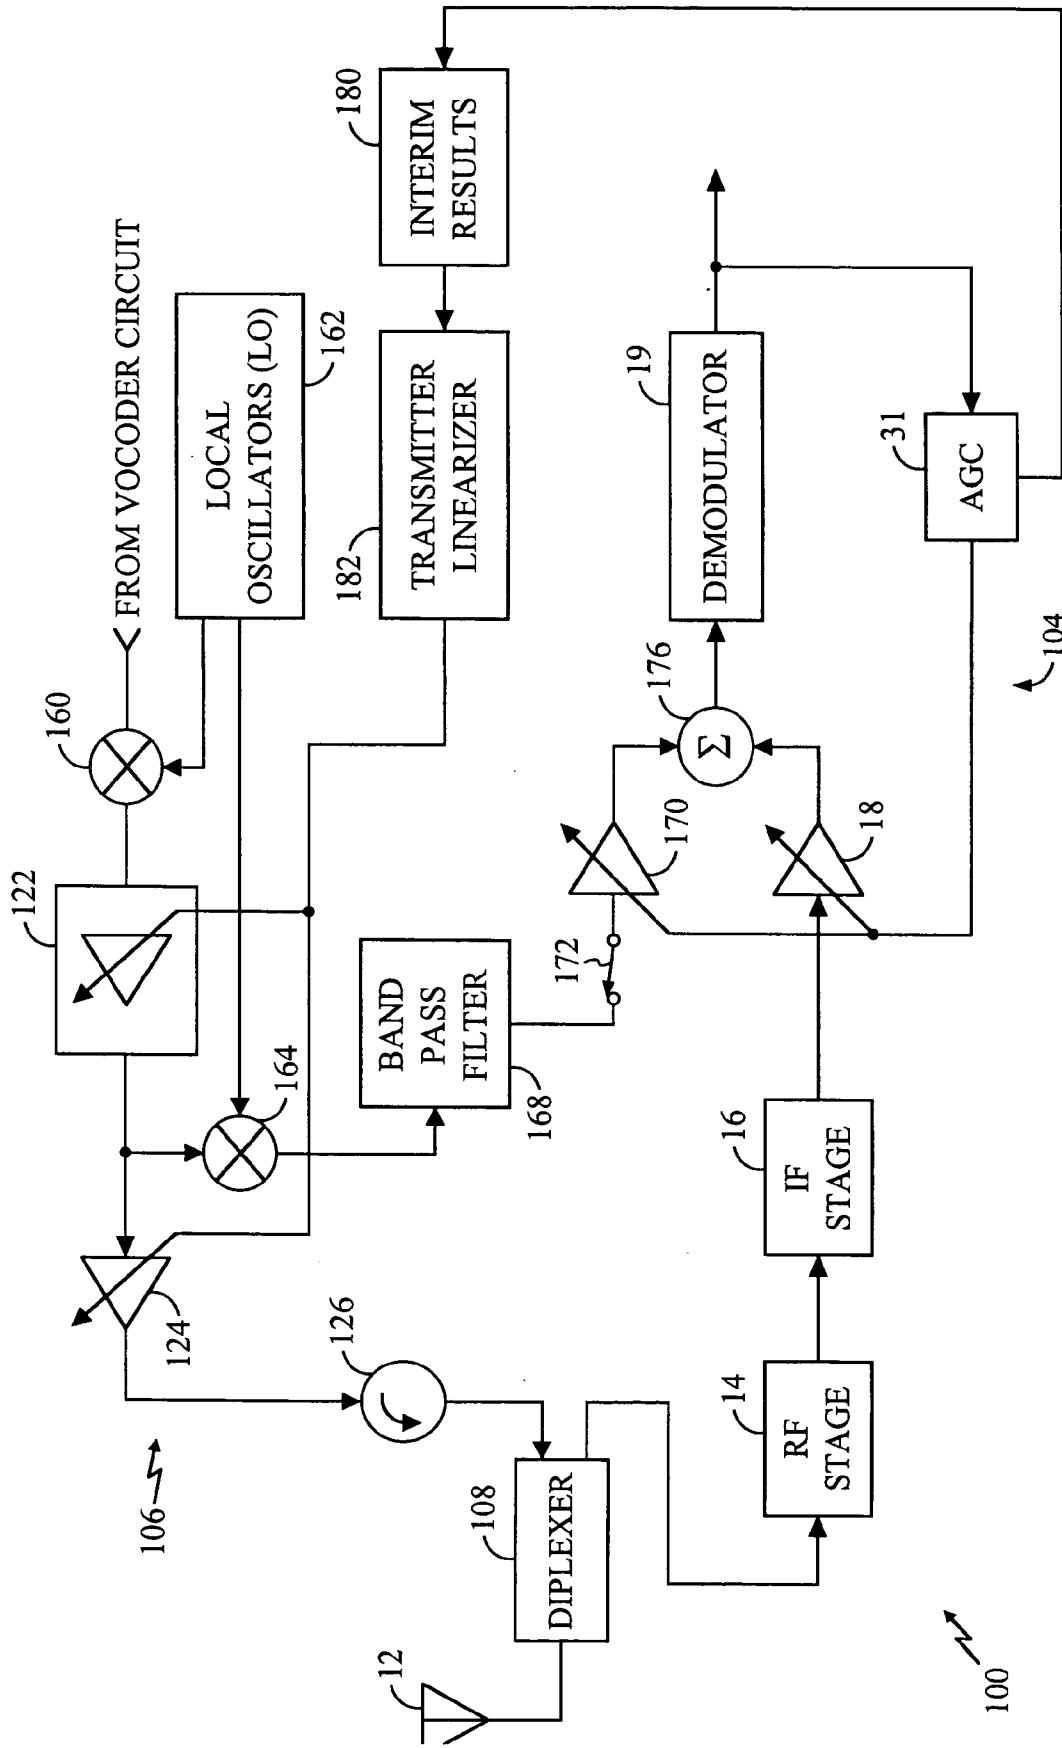 106
124
122
160
FROM VOCODER CIRCUIT
164
LOCAL
OSCILLATORS (LO)
162
126
BAND
PASS
FILTER
168
182
TRANSMITTER
LINEARIZER
180
INTERIM
RESULTS
12
108
DIPLEXER
172
170
176
Σ
19
DEMODULATOR
14
RF
STAGE
16
IF
STAGE
18
31
AGC
100
104